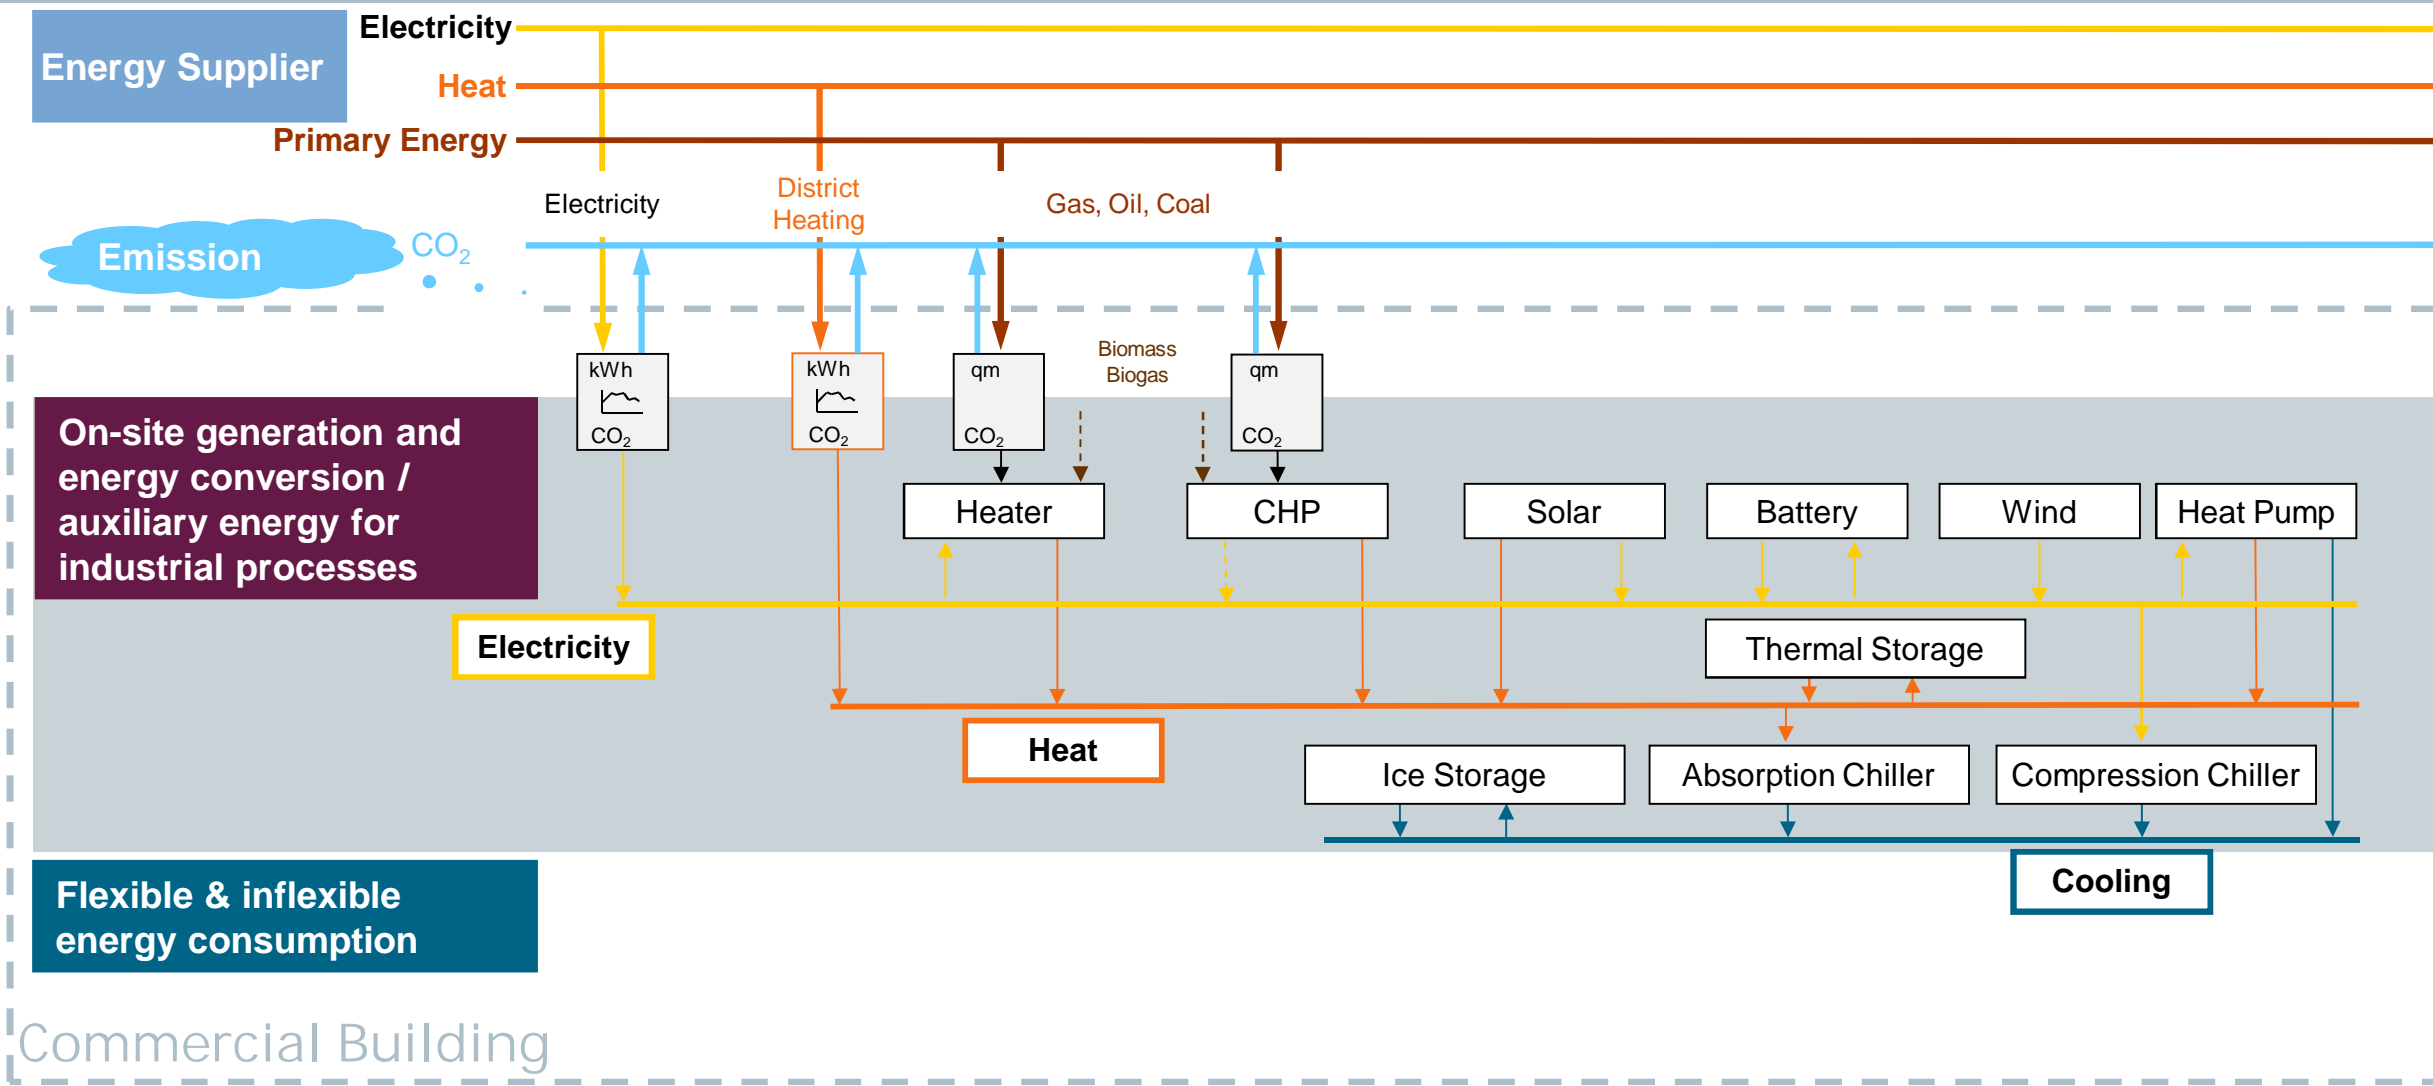 Electricity
Energy Supplier
Heat
Primary Energy
Electricity
District
Heating
Gas, Oil, Coal
Emission
CO₂
kWh
CO₂
kWh
CO₂
qm
CO₂
Biomass
Biogas
qm
CO₂
On-site generation and
energy conversion /
auxiliary energy for
industrial processes
Heater
CHP
Solar
Battery
Wind
Heat Pump
Electricity
Thermal Storage
Heat
Ice Storage
Absorption Chiller
Compression Chiller
Flexible & inflexible
energy consumption
Cooling
Commercial Building